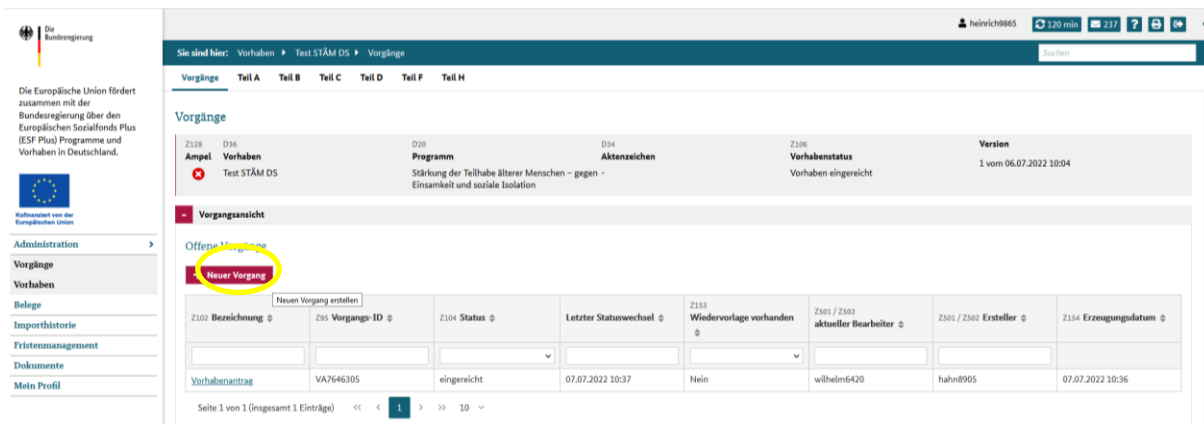 Die
Bundesregierung
heinrich9865
120 min
237
?
Sie sind hier: Vorhaben Test STÄM DS Vorgänge
Suchen
Vorgänge Teil A Teil B Teil C Teil D Teil F Teil H
Die Europäische Union fördert
zusammen mit der
Bundesregierung über den
Europäischen Sozialfonds Plus
(ESF Plus) Programme und
Vorhaben in Deutschland.
Kofinanziert von der
Europäischen Union
Administration
Vorgänge
Vorhaben
Belege
Importhistorie
Fristenmanagement
Dokumente
Mein Profil
Vorgänge
Z128 D36 D20 D34 Z106 Version
Ampel Vorhaben Programm Aktenzeichen Vorhabenstatus
1 vom 06.07.2022 10:04
Test STÄM DS Stärkung der Teilhabe älterer Menschen – gegen - Vorhaben eingereicht
Einsamkeit und soziale Isolation
- Vorgangsansicht
Offene Vorgänge
Neuer Vorgang
Neuen Vorgang erstellen
Z102 Bezeichnung Z95 Vorgangs-ID Z104 Status Letzter Statuswechsel Z153 Wiedervorlage vorhanden Z501 / Z502 aktueller Bearbeiter Z501 / Z502 Ersteller Z154 Erzeugungsdatum
Vorhabenantrag VA7646305 eingereicht 07.07.2022 10:37 Nein wilhelm6420 hahn8905 07.07.2022 10:36
Seite 1 von 1 (insgesamt 1 Einträge) << < 1 > >> 10